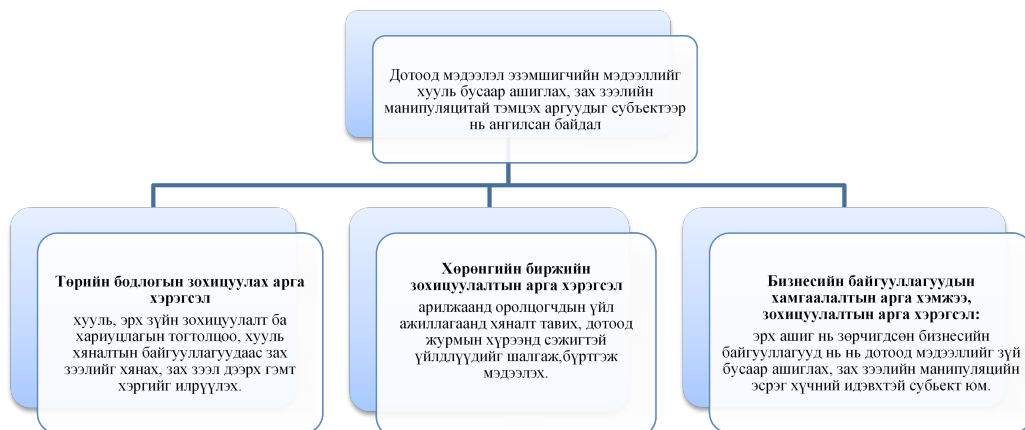 Дотоод мэдээлэл эзэмшигчийн мэдээллийг
хууль бусаар ашиглах, зах зээлийн
манипуляцитай тэмцэх аргуудыг субъектээр
нь ангилсан байдал
Төрийн бодлогын зохицуулах арга
хэрэгсэл
хууль, эрх зүйн зохицуулалт ба
хариуцлагын тогтолцоо, хууль
хяналтын байгууллагуудаас зах
зээлийг хянах, зах зээл дээрх гэмт
хэргийг илрүүлэх.
Хөрөнгийн биржийн
зохицуулалтын арга хэрэгсэл
арилжаанд оролцогчдын үйл
ажиллагаанд хяналт тавих, дотоод
журмын хүрээнд сэжигтэй
үйлдлүүдийг шалгаж,бүртгэж
мэдээлэх.
Бизнесийн байгууллагуудын
хамгаалалтын арга хэмжээ,
зохицуулалтын арга хэрэгсэл:
эрх ашиг нь зөрчигдсөн бизнесийн
байгууллагууд нь нь дотоод мэдээллийг зүй
бусаар ашиглах, зах зээлийн манипуляцийн
эсрэг хүчний идэвхтэй субъект юм.